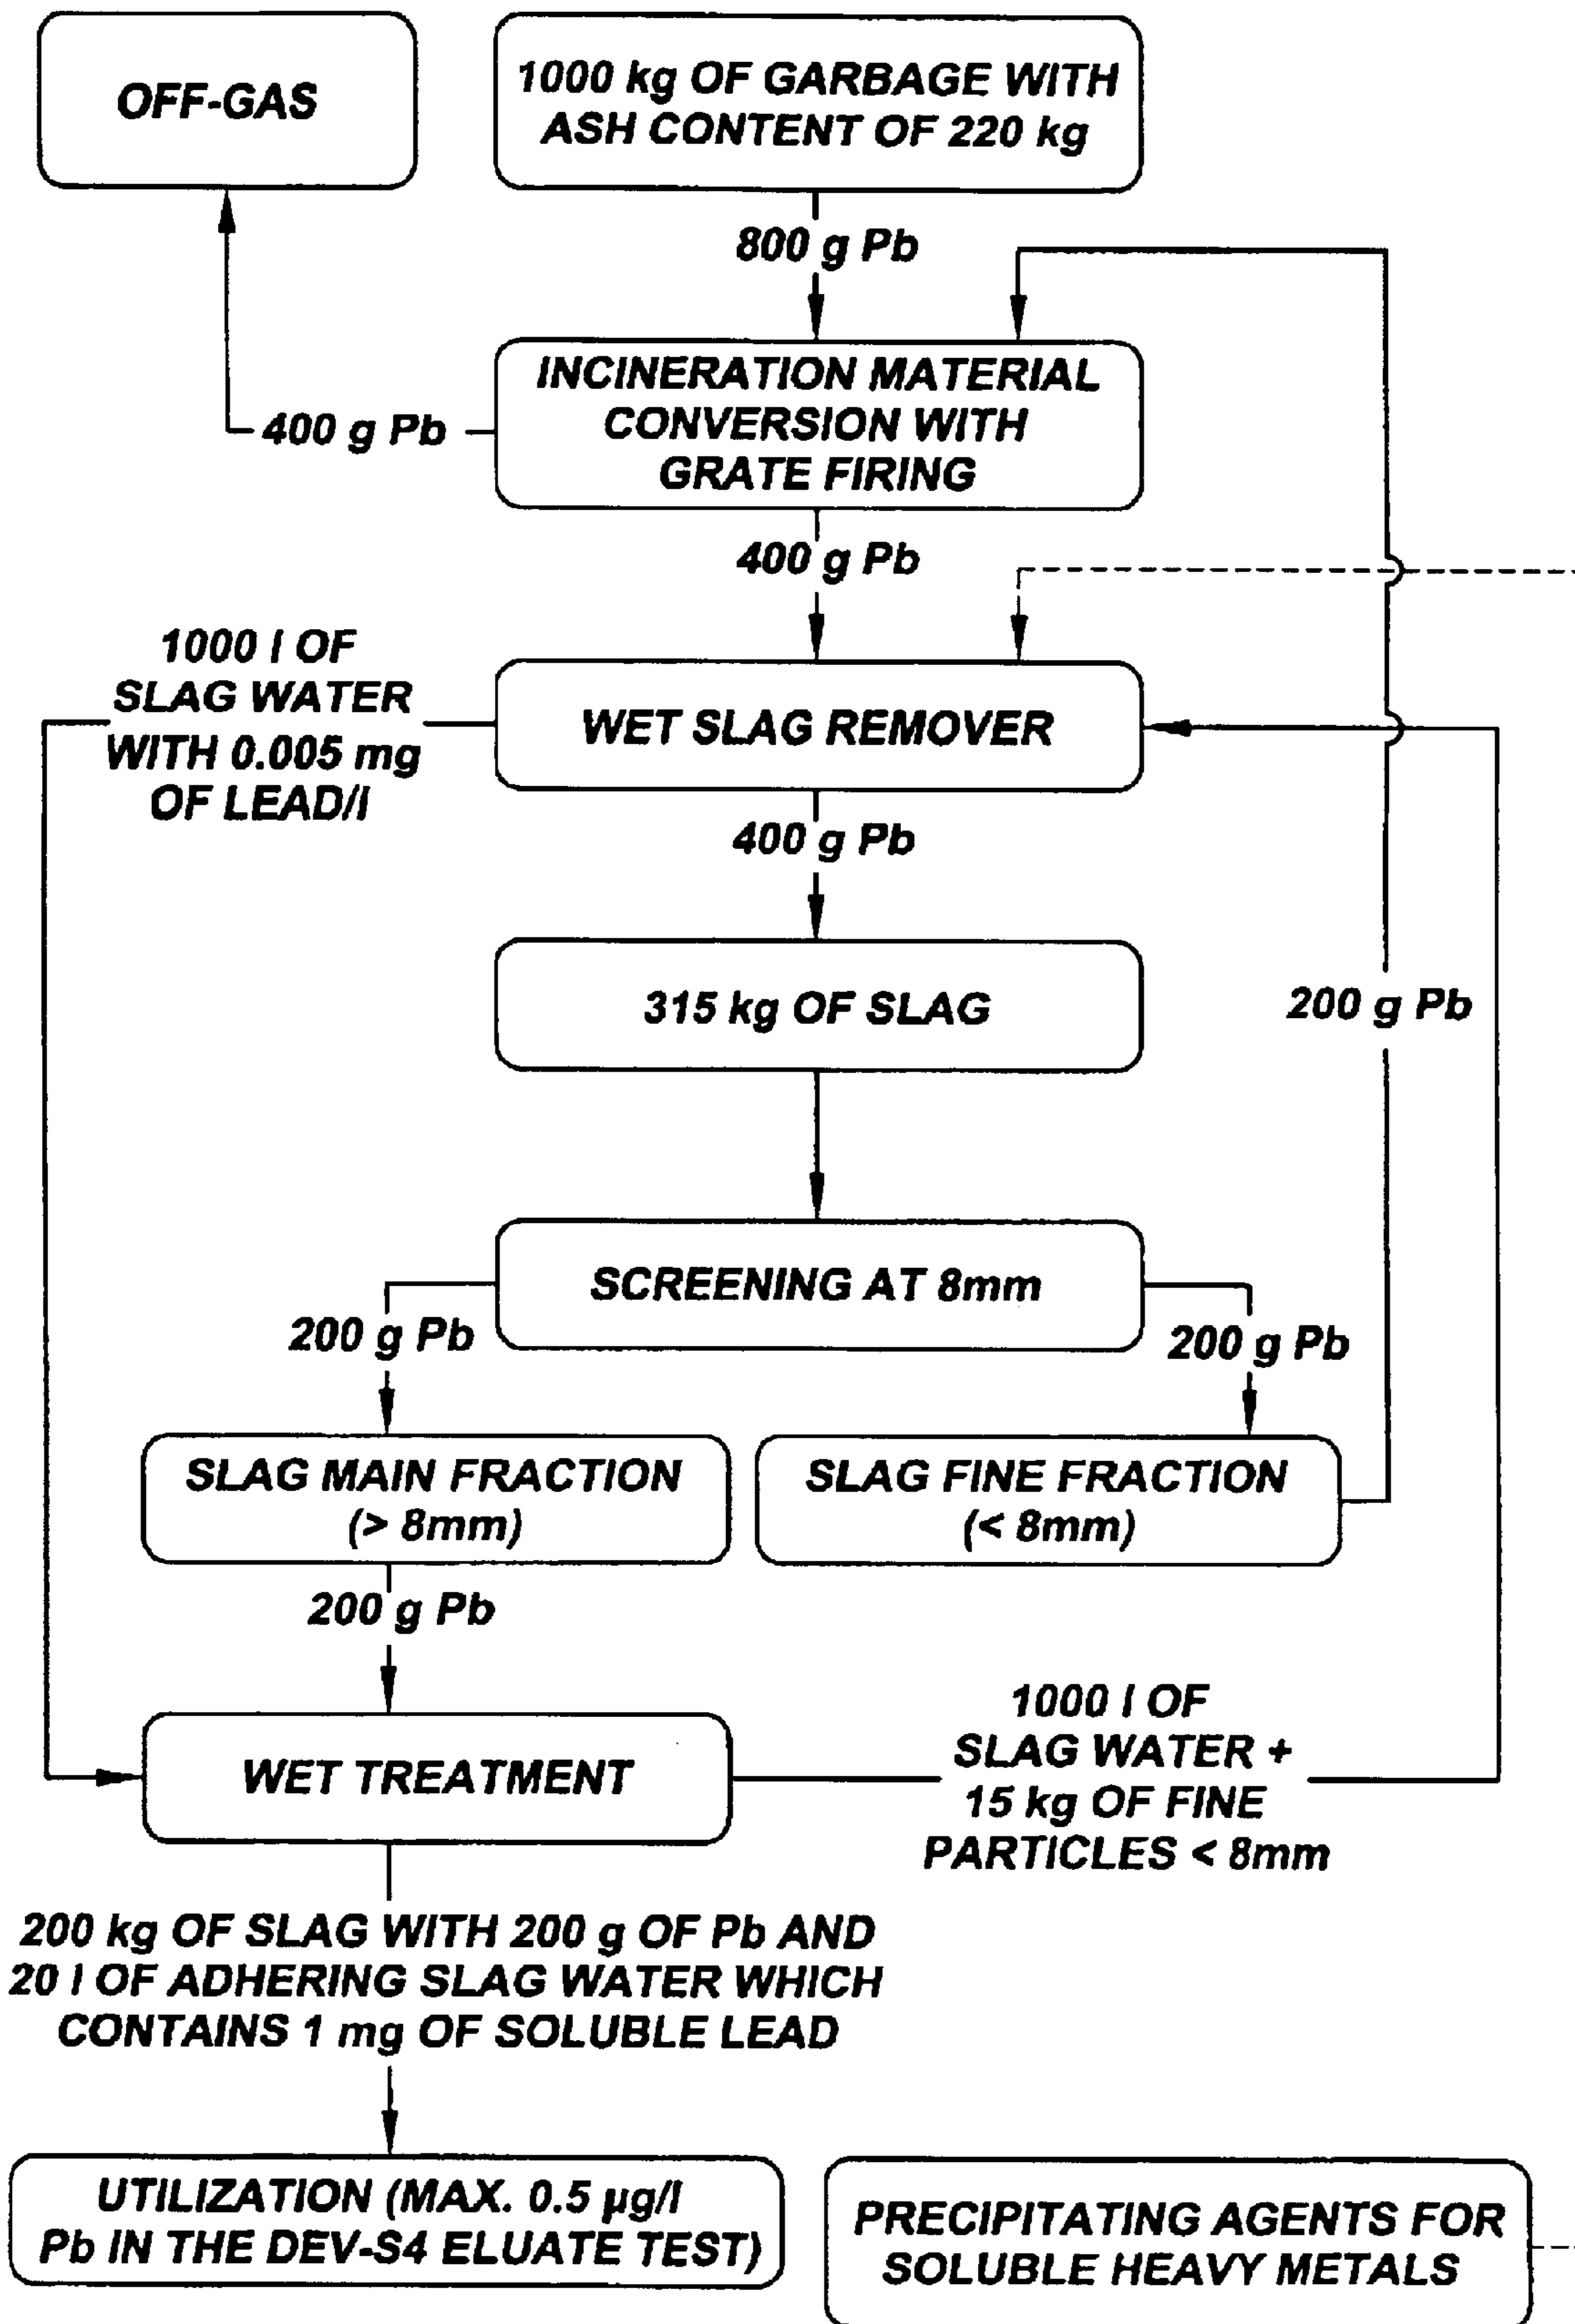 OFF-GAS
1000 kg OF GARBAGE WITH
ASH CONTENT OF 220 kg
800 g Pb
INCINERATION MATERIAL
CONVERSION WITH
GRATE FIRING
400 g Pb
400 g Pb
1000 l OF
SLAG WATER
WITH 0.005 mg
OF LEAD/l
WET SLAG REMOVER
400 g Pb
315 kg OF SLAG
200 g Pb
SCREENING AT 8mm
200 g Pb
200 g Pb
SLAG MAIN FRACTION
(> 8mm)
SLAG FINE FRACTION
(< 8mm)
200 g Pb
WET TREATMENT
1000 l OF
SLAG WATER +
15 kg OF FINE
PARTICLES < 8mm
200 kg OF SLAG WITH 200 g OF Pb AND
20 l OF ADHERING SLAG WATER WHICH
CONTAINS 1 mg OF SOLUBLE LEAD
UTILIZATION (MAX. 0.5 µg/l
Pb IN THE DEV-S4 ELUATE TEST)
PRECIPITATING AGENTS FOR
SOLUBLE HEAVY METALS